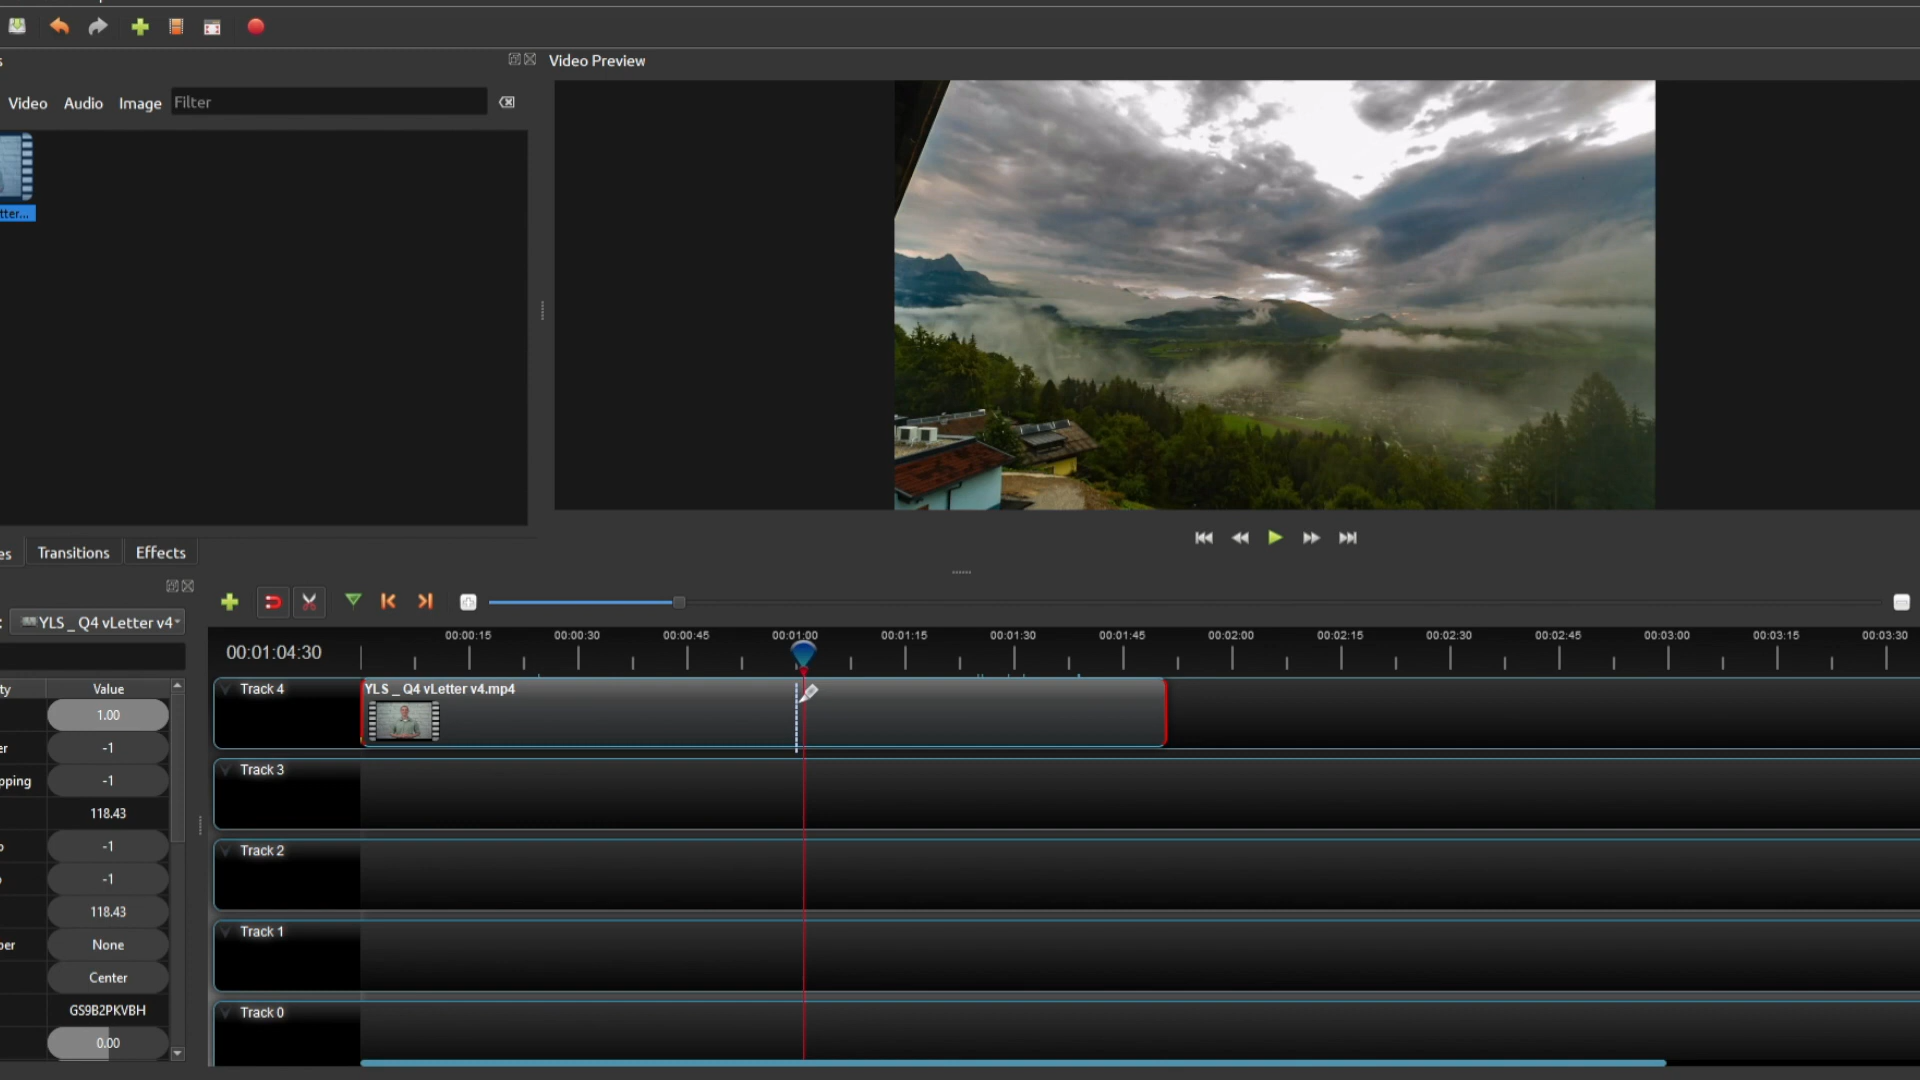 Video Preview
Video Audio Image Filter
tter...
es Transitions Effects
YLS _ Q4 vLetter v4
00:00:15 00:00:30 00:00:45 00:01:00 00:01:15 00:01:30 00:01:45 00:02:00 00:02:15 00:02:30 00:02:45 00:03:00 00:03:15 00:03:30
00:01:04:30
ty Value
Track 4
YLS _ Q4 vLetter v4.mp4
1.00
er -1
Track 3
pping -1
118.43
-1
Track 2
-1
118.43
Track 1
per None
Center
GS9B2PKVBH
Track 0
0.00